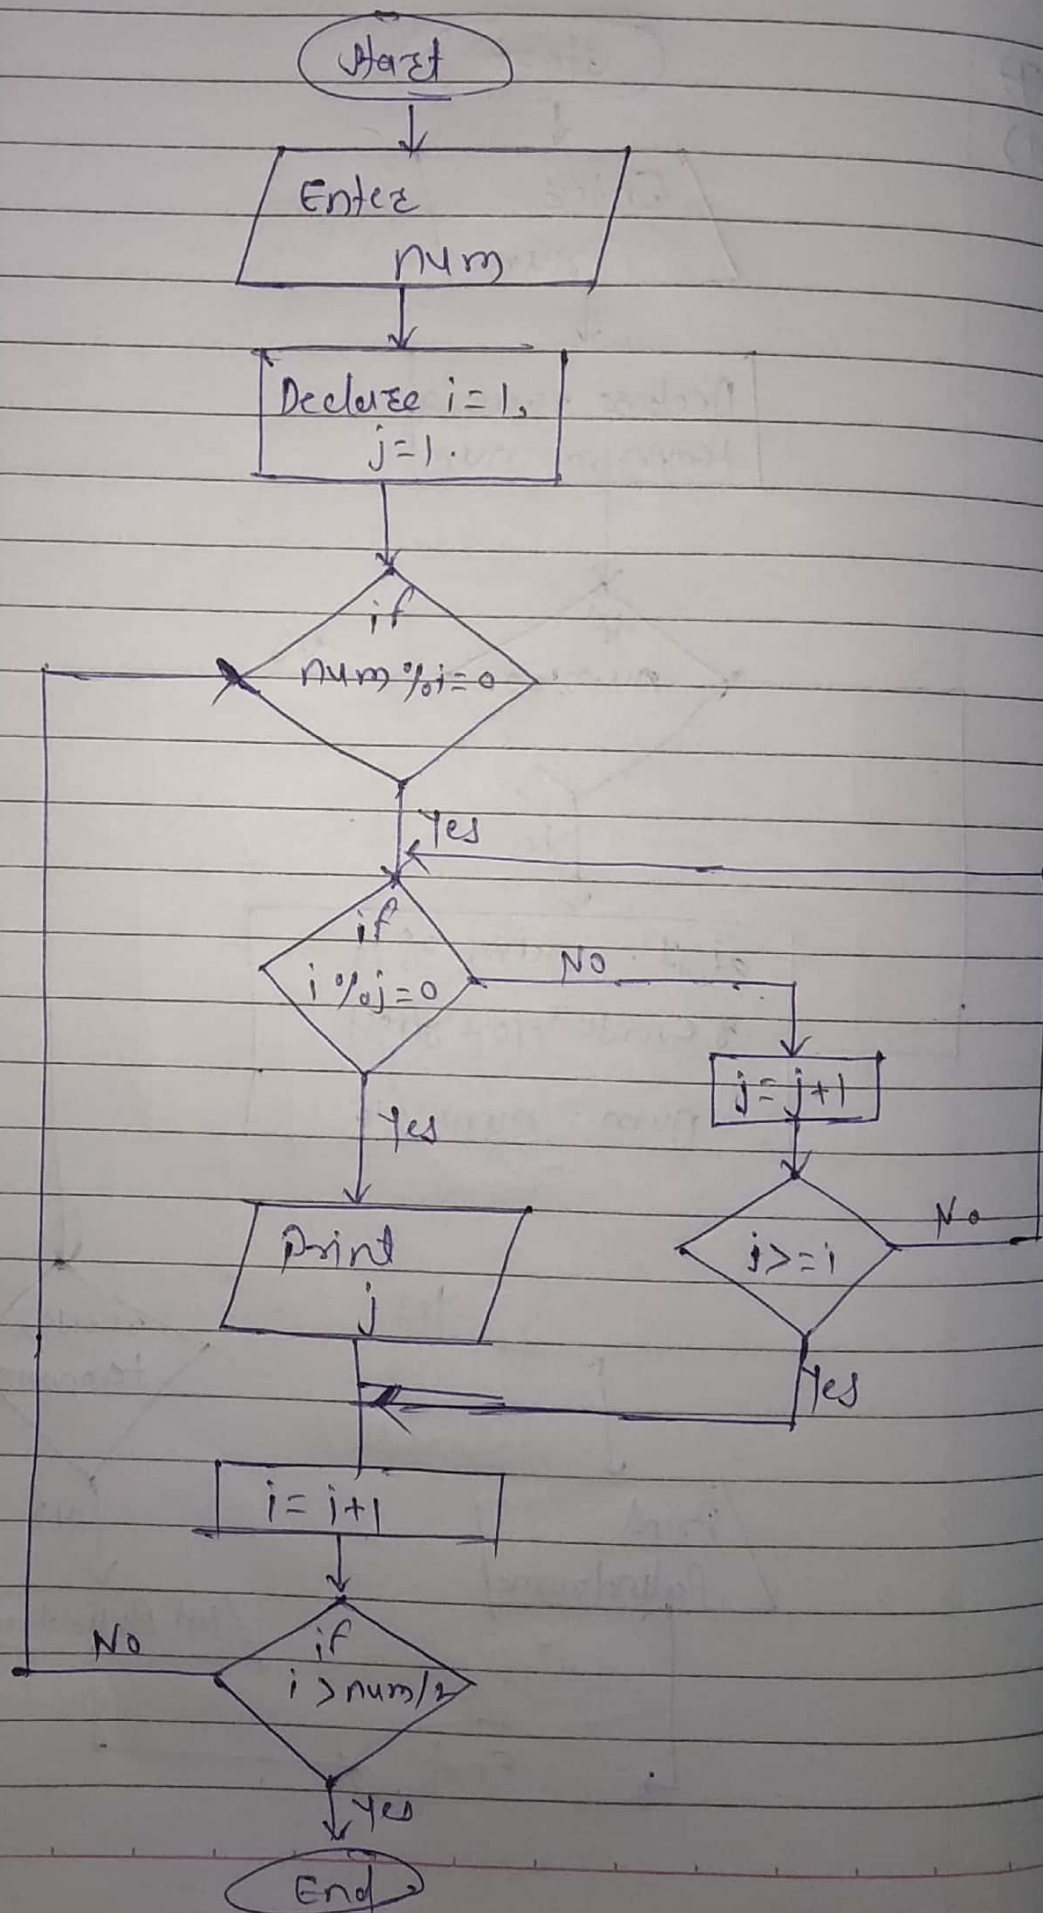 Start
Enter
num
Declare i=1,
j=1.
if
num%i=0
Yes
if
i%j=0
NO
j=j+1
Yes
j>=i
No
Print
j
Yes
i=i+1
if
i>num/2
No
Yes
End